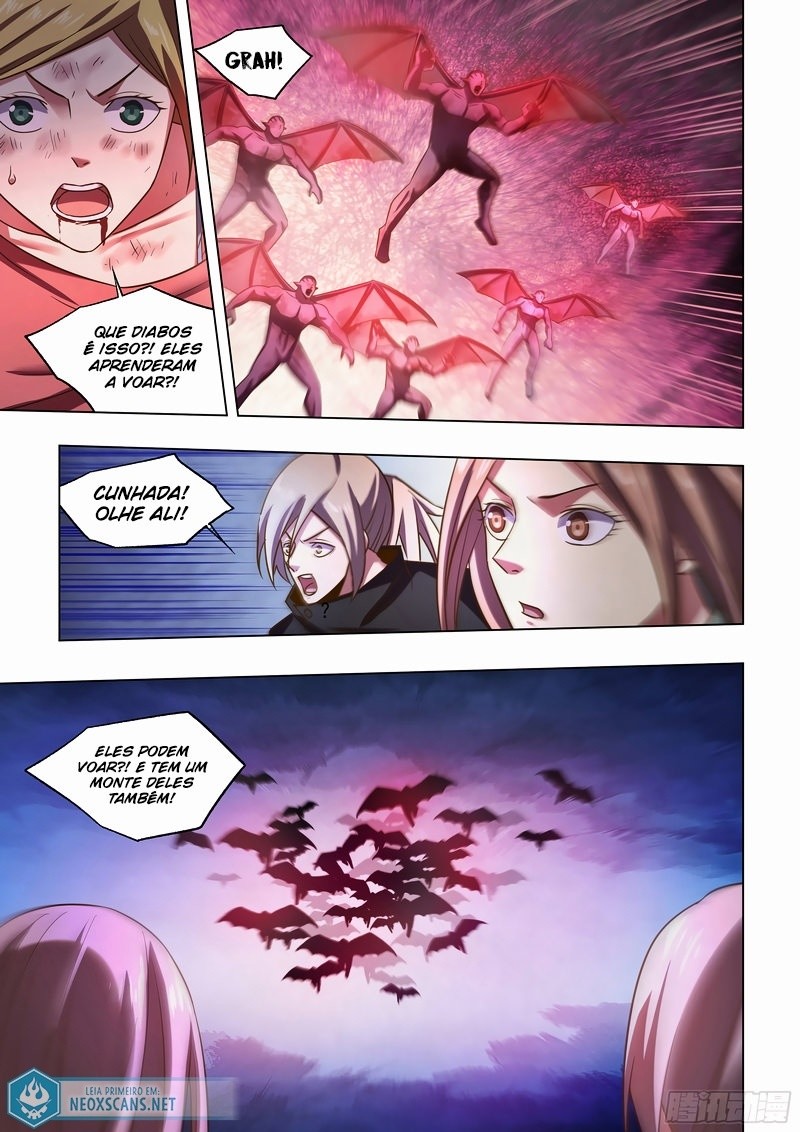 GRAH!
QUE DIABOS
É ISSO?! ELES
APRENDERAM
A VOAR?!
CUNHADA!
OLHE ALI!
?
ELES PODEM
VOAR?! E TEM UM
MONTE DELES
TAMBÉM!
LEIA PRIMEIRO EM:
NEOXSCANS.NET
腾讯动漫